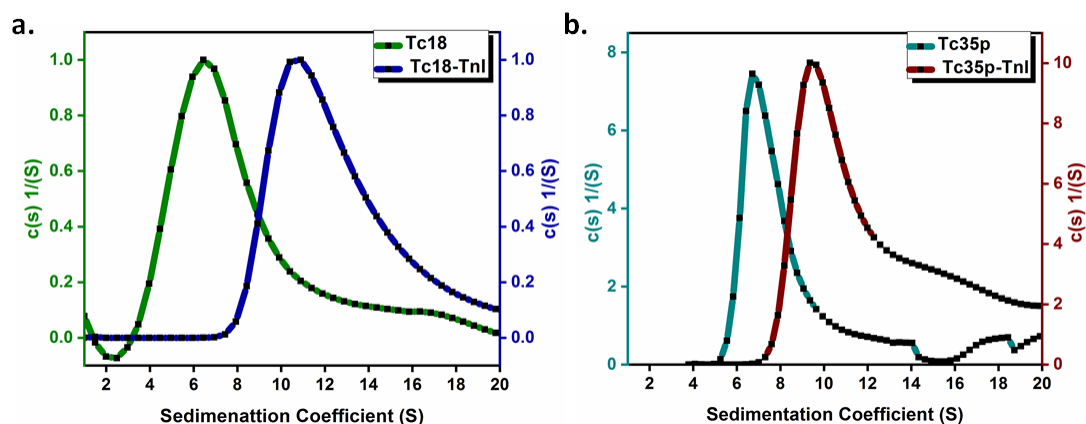 a.
Tc18
Tc18-TnI
c(s) 1/(S)
1.0
0.8
0.6
0.4
0.2
0.0
1.0
0.8
0.6
0.4
0.2
0.0
c(s) 1/(S)
2 4 6 8 10 12 14 16 18 20
Sedimenattion Coefficient (S)
b.
Tc35p
Tc35p-TnI
c(s) 1/(S)
8
6
4
2
0
10
8
6
4
2
0
c(s) 1/(S)
2 4 6 8 10 12 14 16 18 20
Sedimentation Coefficient (S)